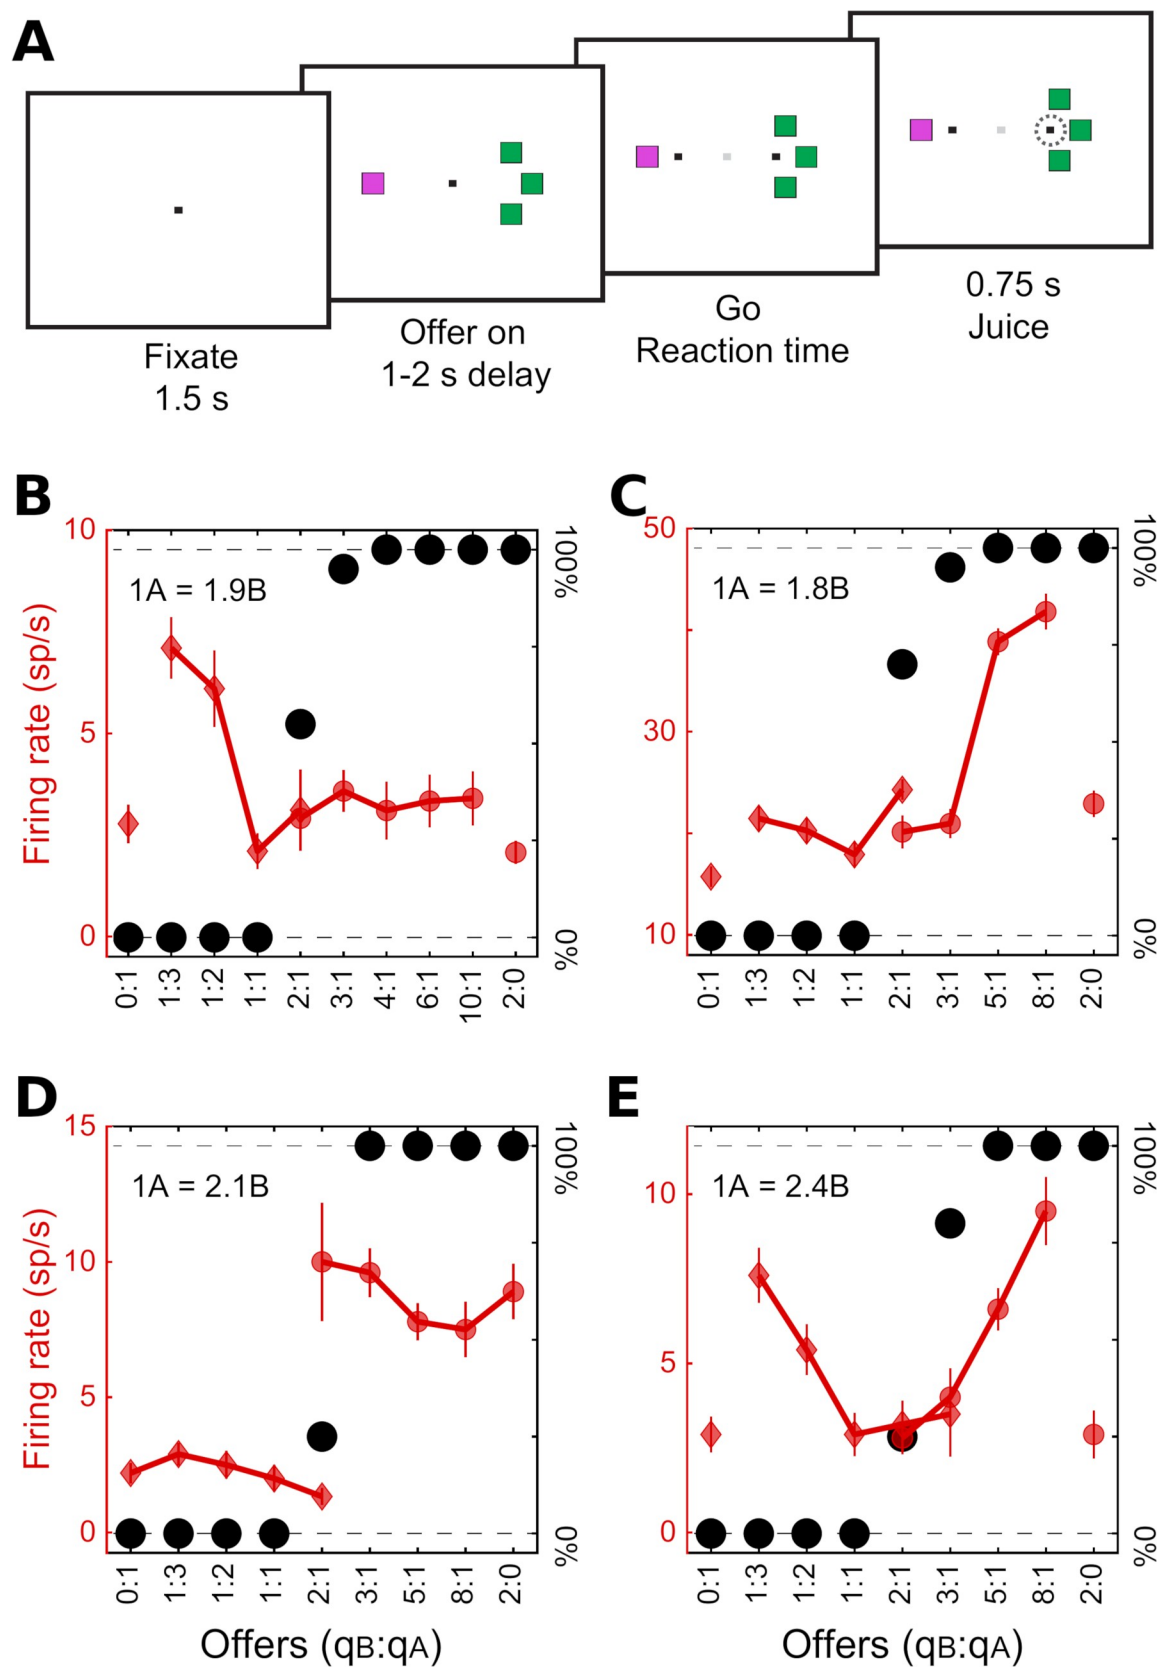 A
Fixate
1.5 s
Offer on
1-2 s delay
Go
Reaction time
0.75 s
Juice
B
10
5
0
Firing rate (sp/s)
1A = 1.9B
100%
0%
0:1 1:3 1:2 1:1 2:1 3:1 4:1 6:1 10:1 2:0
C
50
30
10
1A = 1.8B
100%
0%
0:1 1:3 1:2 1:1 2:1 3:1 5:1 8:1 2:0
D
15
10
5
0
Firing rate (sp/s)
1A = 2.1B
100%
0%
0:1 1:3 1:2 1:1 2:1 3:1 5:1 8:1 2:0
Offers (qB:qA)
E
10
5
0
1A = 2.4B
100%
0%
0:1 1:3 1:2 1:1 2:1 3:1 5:1 8:1 2:0
Offers (qB:qA)